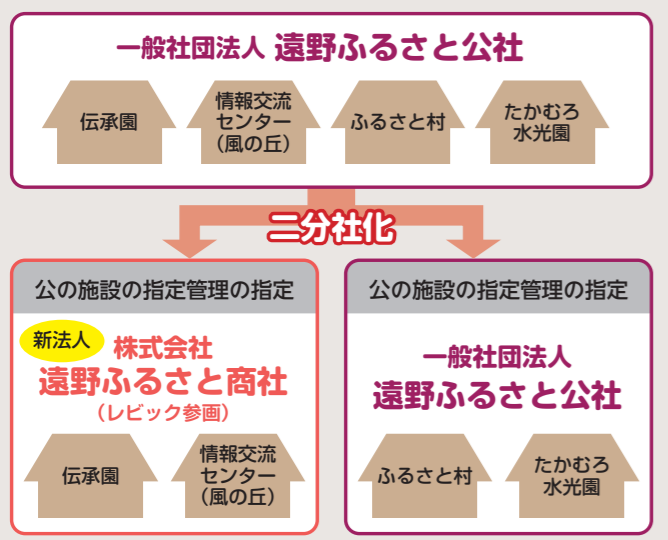 一般社団法人 遠野ふるさと公社
伝承園
情報交流
センター
（風の丘）
ふるさと村
たかむろ
水光園
二分社化
公の施設の指定管理の指定
新法人
株式会社
遠野ふるさと商社
（レビック参画）
伝承園
情報交流
センター
（風の丘）
公の施設の指定管理の指定
一般社団法人
遠野ふるさと公社
ふるさと村
たかむろ
水光園